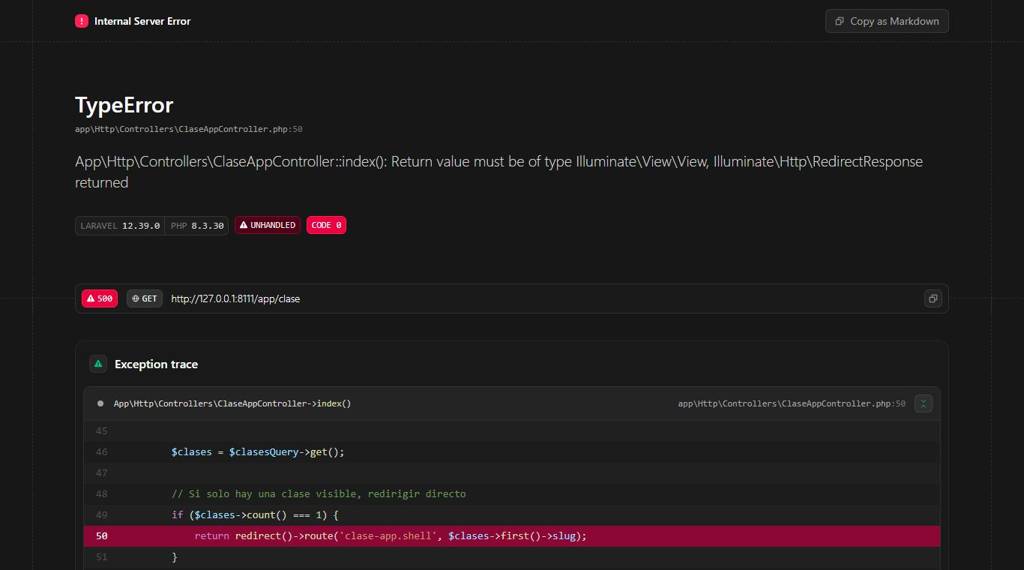 Internal Server Error
Copy as Markdown
TypeError
app\Http\Controllers\ClaseAppController.php:50
App\Http\Controllers\ClaseAppController::index(): Return value must be of type Illuminate\View\View, Illuminate\Http\RedirectResponse
returned
LARAVEL 12.39.0 PHP 8.3.30 UNHANDLED CODE 0
500 GET http://127.0.0.1:8111/app/clase
Exception trace
App\Http\Controllers\ClaseAppController->index() app\Http\Controllers\ClaseAppController.php:50
45
46 $clases = $clasesQuery->get();
47
48 // Si solo hay una clase visible, redirigir directo
49 if ($clases->count() === 1) {
50 return redirect()->route('clase-app.shell', $clases->first()->slug);
51 }